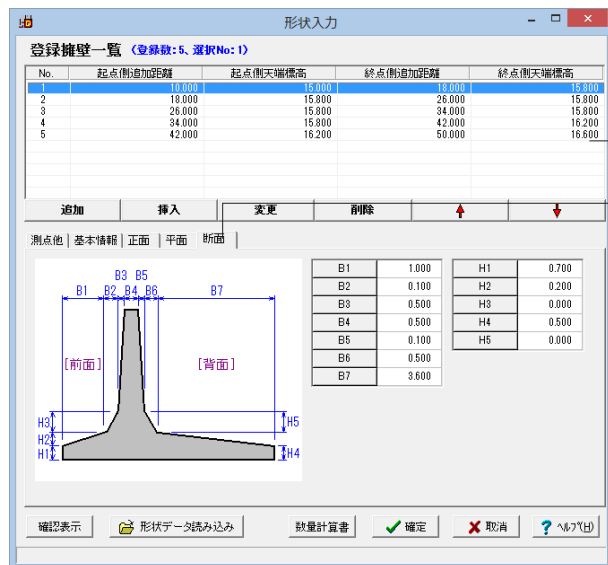 形状入力
登録擁壁一覧 (登録数:5、選択No:1)
No. 起点側追加距離 起点側天端標高 終点側追加距離 終点側天端標高
1 10.000 15.000 18.000 15.800
2 18.000 15.800 26.000 15.800
3 26.000 15.800 34.000 15.800
4 34.000 15.800 42.000 16.200
5 42.000 16.200 50.000 16.600
追加 挿入 変更 削除
測点他 基本情報 正面 平面 断面
B3 B5
B1 B2 B4 B6 B7
[前面] [背面]
H3 H5
H2
H1 H4
B1 1.000 H1 0.700
B2 0.100 H2 0.200
B3 0.500 H3 0.000
B4 0.500 H4 0.500
B5 0.100 H5 0.000
B6 0.500
B7 3.600
確認表示 形状データ読み込み 数量計算書 確定 取消 ? ヘルプ(H)